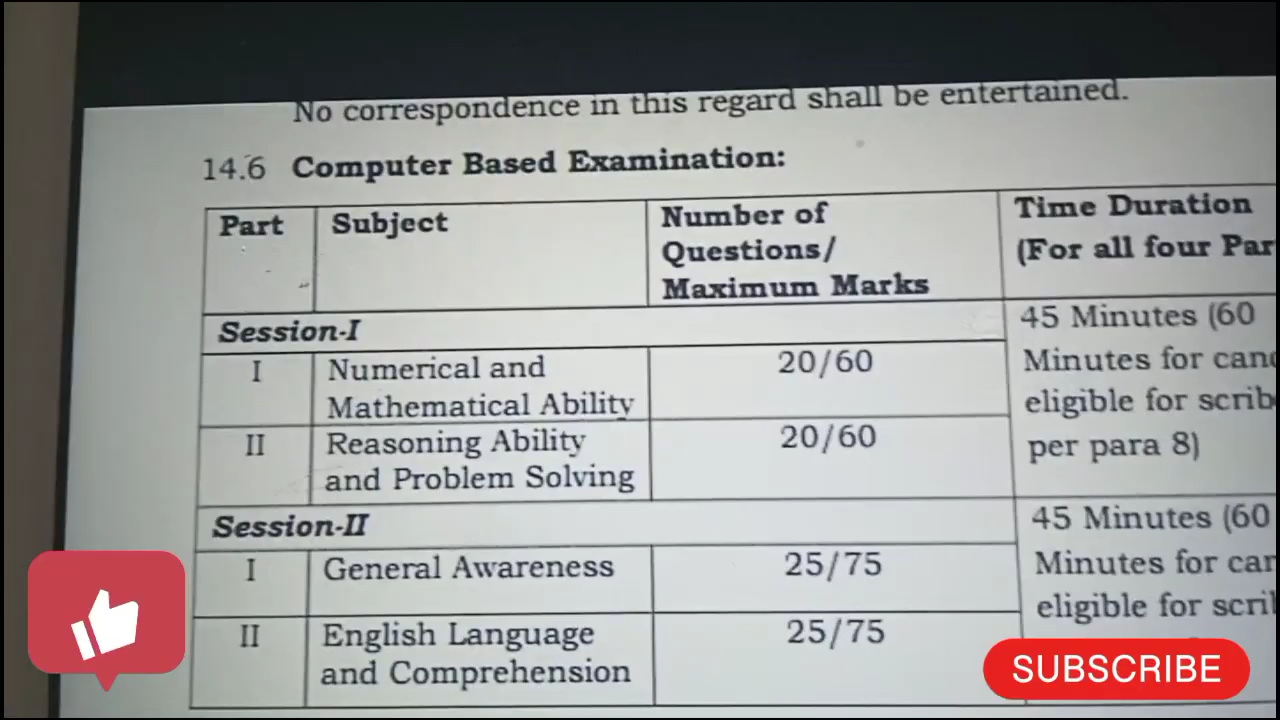 No correspondence in this regard shall be entertained.
14.6 Computer Based Examination:
Part Subject Number of Questions/ Maximum Marks Time Duration (For all four Par
Session-I
45 Minutes (60
Minutes for cand
eligible for scrib
per para 8)
I Numerical and Mathematical Ability 20/60
II Reasoning Ability and Problem Solving 20/60
Session-II
45 Minutes (60
Minutes for can
eligible for scri
I General Awareness 25/75
II English Language and Comprehension 25/75
SUBSCRIBE